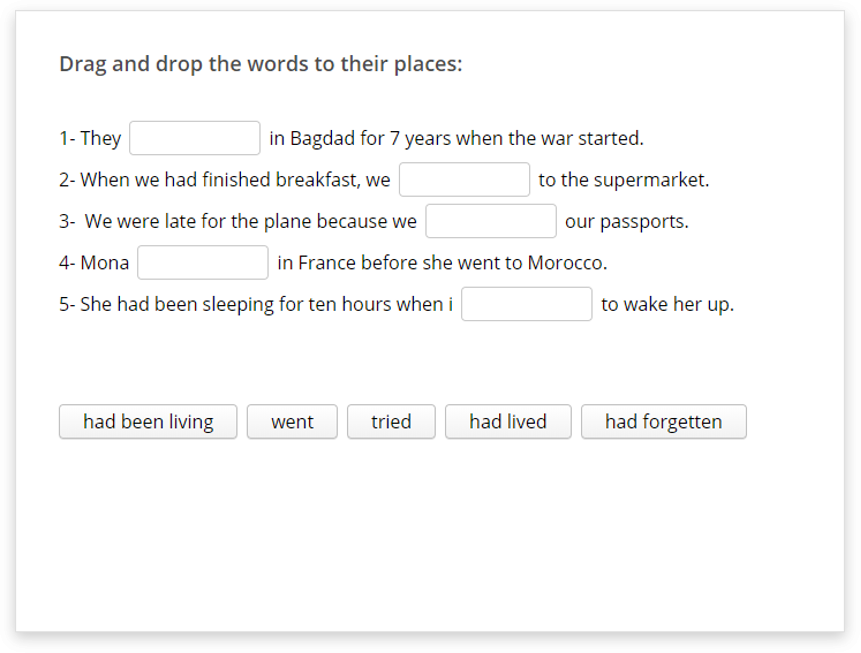 Drag and drop the words to their places:
1- They in Bagdad for 7 years when the war started.
2- When we had finished breakfast, we to the supermarket.
3- We were late for the plane because we our passports.
4- Mona in France before she went to Morocco.
5- She had been sleeping for ten hours when i to wake her up.
had been living went tried had lived had forgetten